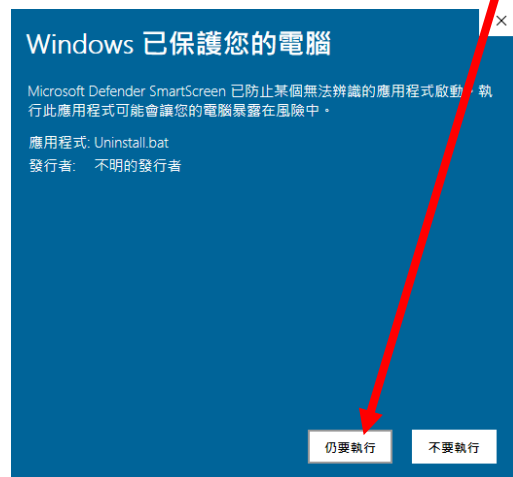 Windows 已保護您的電腦
Microsoft Defender SmartScreen 已防止某個無法辨識的應用程式啟動。執
行此應用程式可能會讓您的電腦暴露在風險中。
應用程式: Uninstall.bat
發行者: 不明的發行者
仍要執行 不要執行